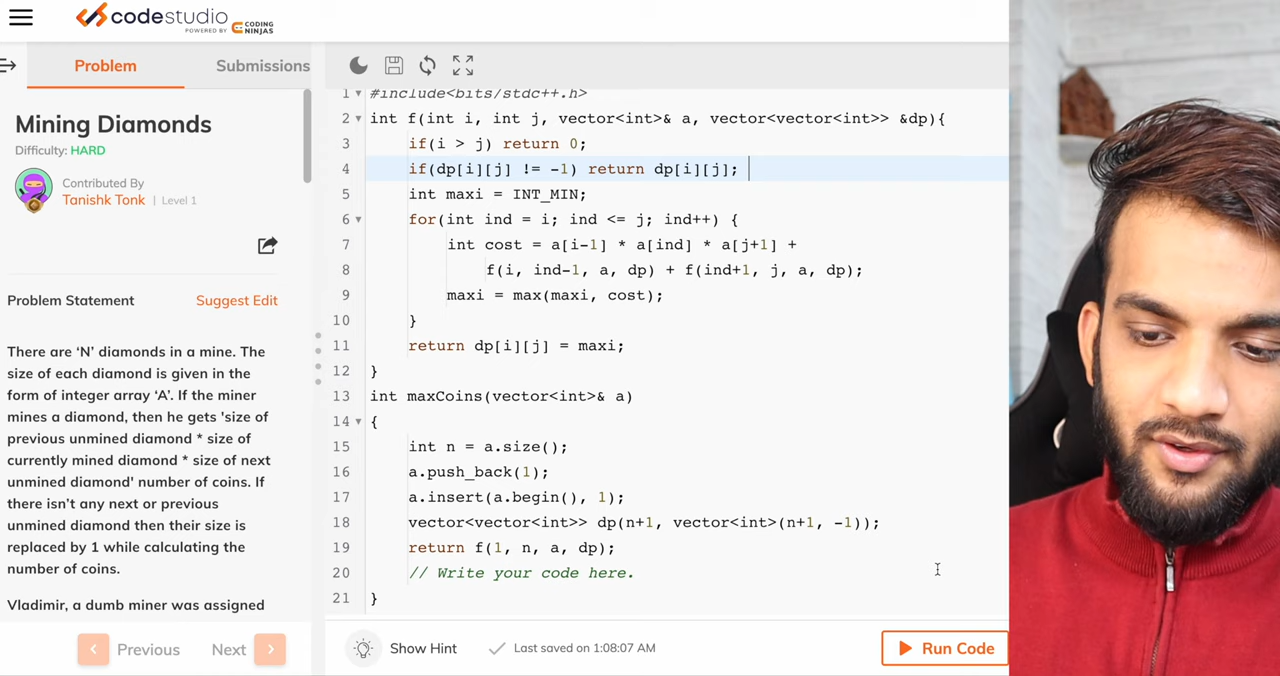 codestudio
POWERED BY CODING NINJAS
Problem
Submissions
Mining Diamonds
Difficulty: HARD
Contributed By
Tanishk Tonk | Level 1
Problem Statement
Suggest Edit
There are ‘N’ diamonds in a mine. The
size of each diamond is given in the
form of integer array ‘A’. If the miner
mines a diamond, then he gets 'size of
previous unmined diamond * size of
currently mined diamond * size of next
unmined diamond' number of coins. If
there isn’t any next or previous
unmined diamond then their size is
replaced by 1 while calculating the
number of coins.
Vladimir, a dumb miner was assigned
Previous
Next
1 #include<bits/stdc++.h>
2 int f(int i, int j, vector<int>& a, vector<vector<int>> &dp){
3 if(i > j) return 0;
4 if(dp[i][j] != -1) return dp[i][j];
5 int maxi = INT_MIN;
6 for(int ind = i; ind <= j; ind++) {
7 int cost = a[i-1] * a[ind] * a[j+1] +
8 f(i, ind-1, a, dp) + f(ind+1, j, a, dp);
9 maxi = max(maxi, cost);
10 }
11 return dp[i][j] = maxi;
12 }
13 int maxCoins(vector<int>& a)
14 {
15 int n = a.size();
16 a.push_back(1);
17 a.insert(a.begin(), 1);
18 vector<vector<int>> dp(n+1, vector<int>(n+1, -1));
19 return f(1, n, a, dp);
20 // Write your code here.
21 }
Show Hint
Last saved on 1:08:07 AM
Run Code